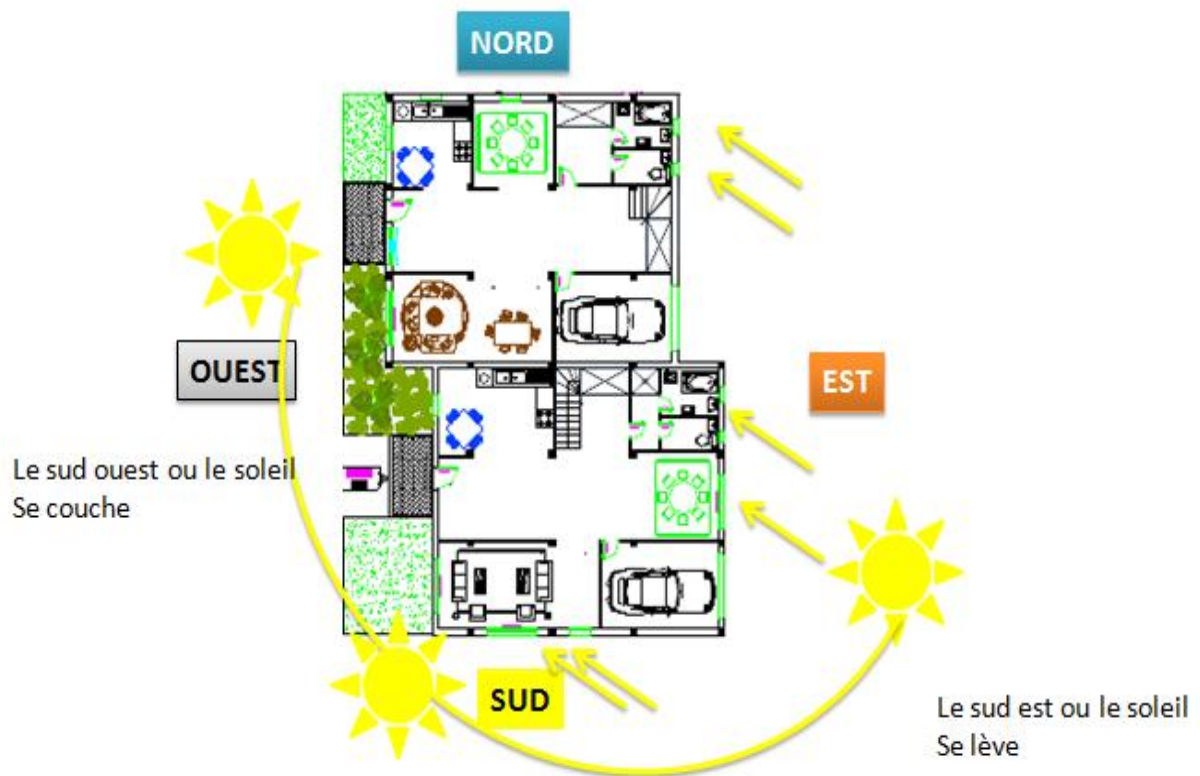 NORD
OUEST
EST
Le sud ouest ou le soleil
Se couche
SUD
Le sud est ou le soleil
Se lève